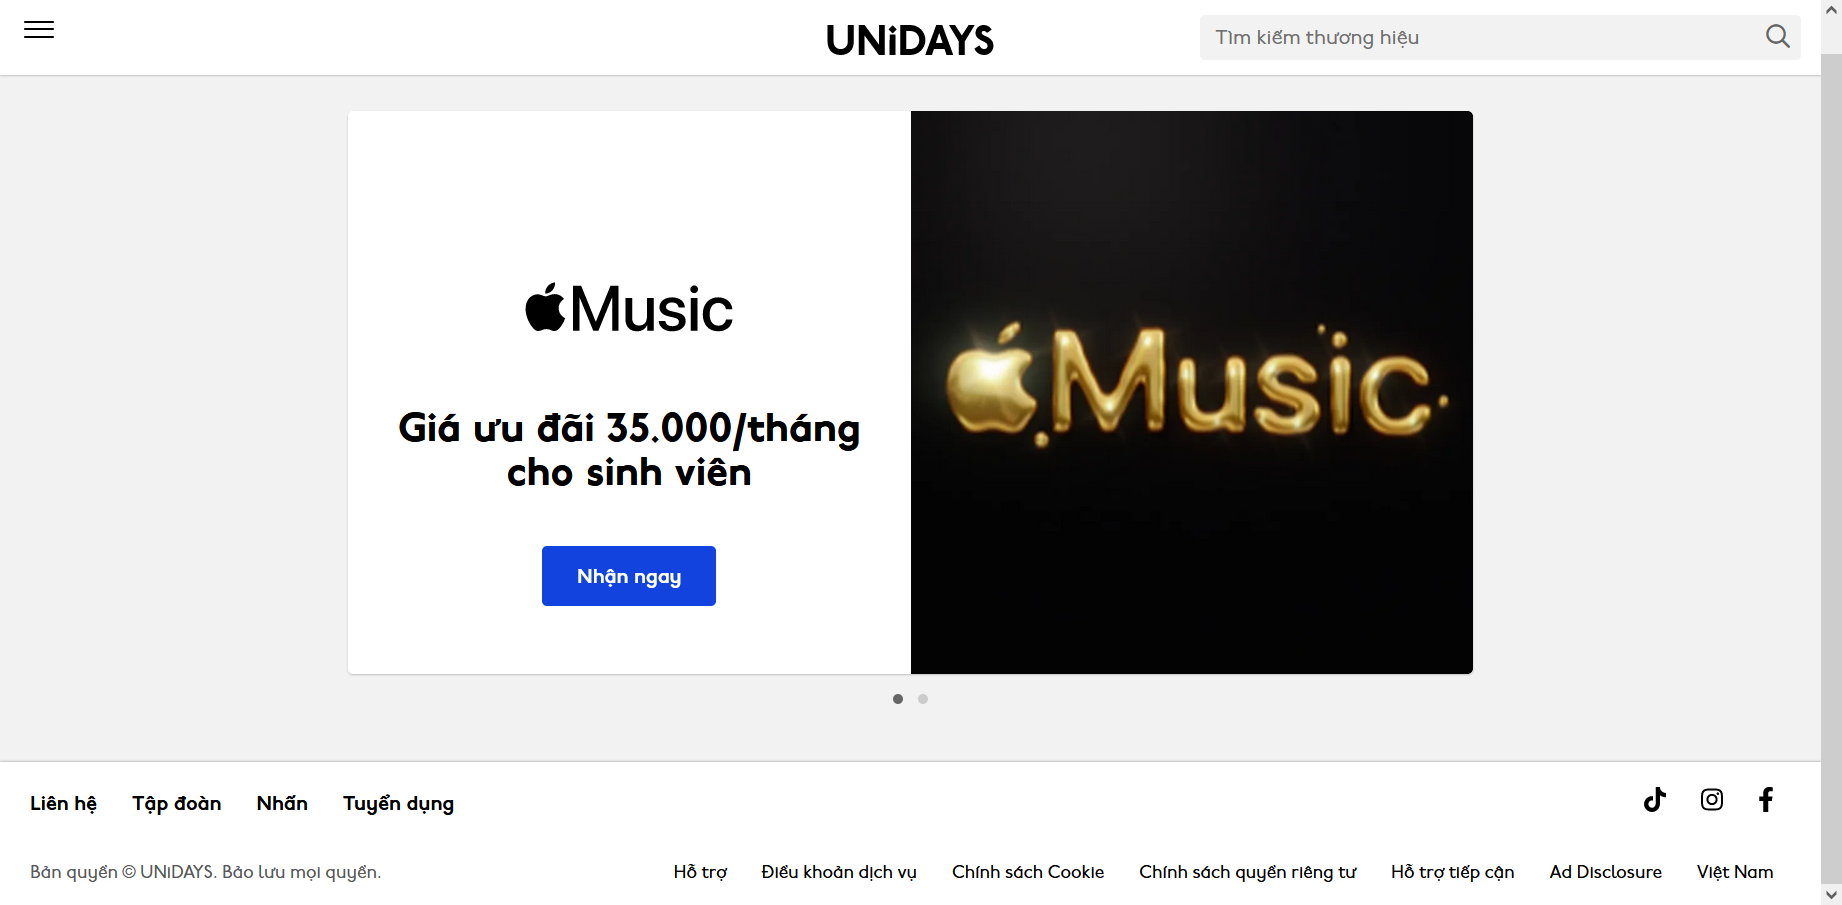 UNiDAYS
Tìm kiếm thương hiệu
Music
Giá ưu đãi 35.000/tháng
cho sinh viên
Nhận ngay
Music
Liên hệ
Tập đoàn
Nhấn
Tuyển dụng
Bản quyền © UNiDAYS. Bảo lưu mọi quyền.
Hỗ trợ
Điều khoản dịch vụ
Chính sách Cookie
Chính sách quyền riêng tư
Hỗ trợ tiếp cận
Ad Disclosure
Việt Nam